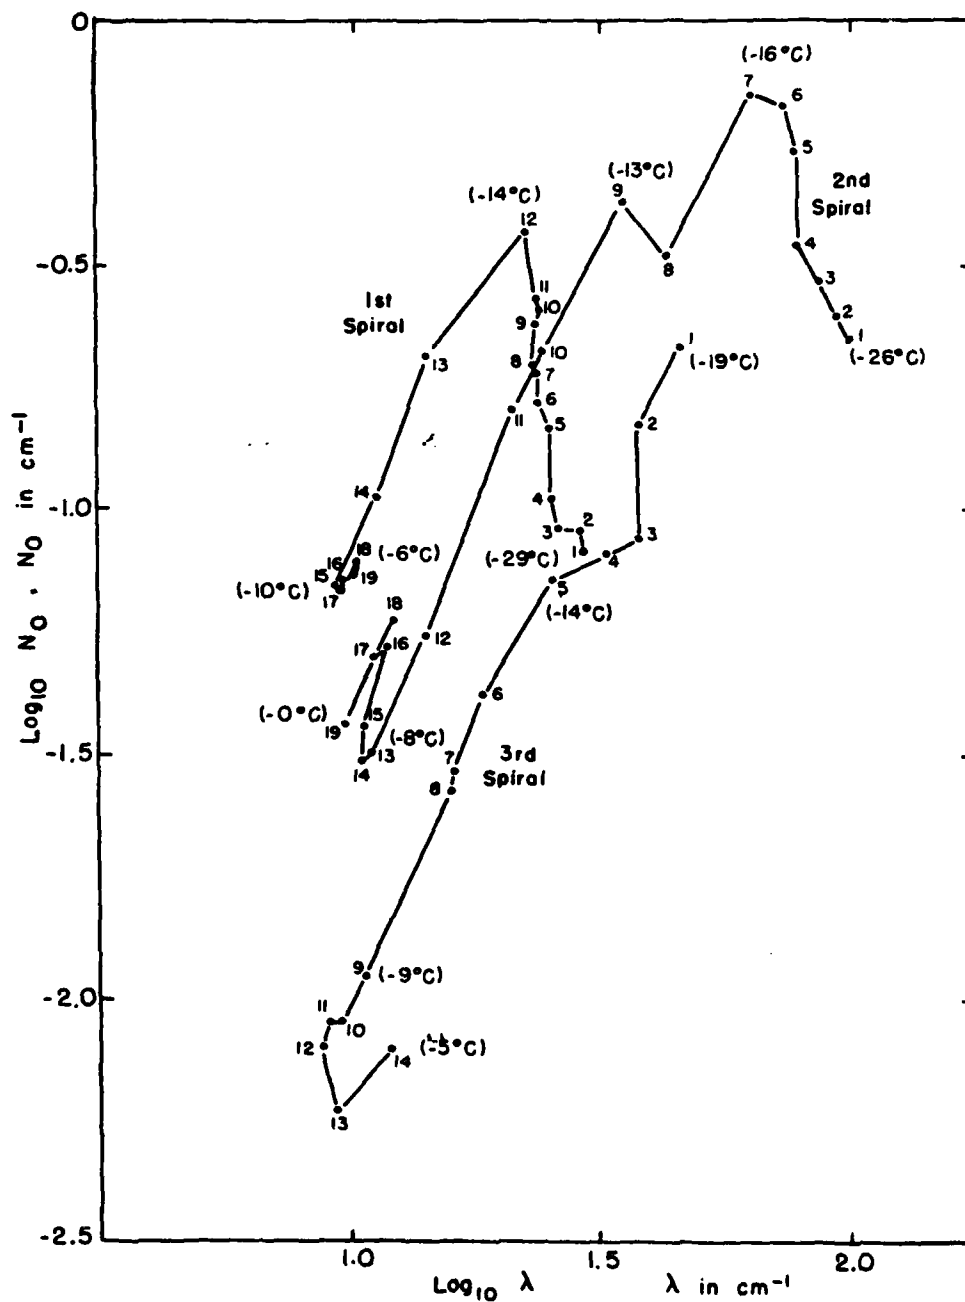 0
(-16°C)
7
6
5
2nd
Spiral
4
3
2
1
(-26°C)
(-13°C)
9
8
(-14°C)
12
11
10
9
8
7
6
5
4
3
2
1
(-29°C)
1st
Spiral
13
14
18
(-6°C)
16
15
19
17
(-10°C)
10
11
12
1
(-19°C)
2
3
4
5
(-14°C)
18
17
16
15
(-0°C)
19
(-8°C)
13
14
6
7
8
3rd
Spiral
9
(-9°C)
11
10
12
14
(-5°C)
13
-0.5
-1.0
-1.5
-2.0
-2.5
Log10 N0 , N0 in cm-1
1.0
1.5
2.0
Log10 λ λ in cm-1